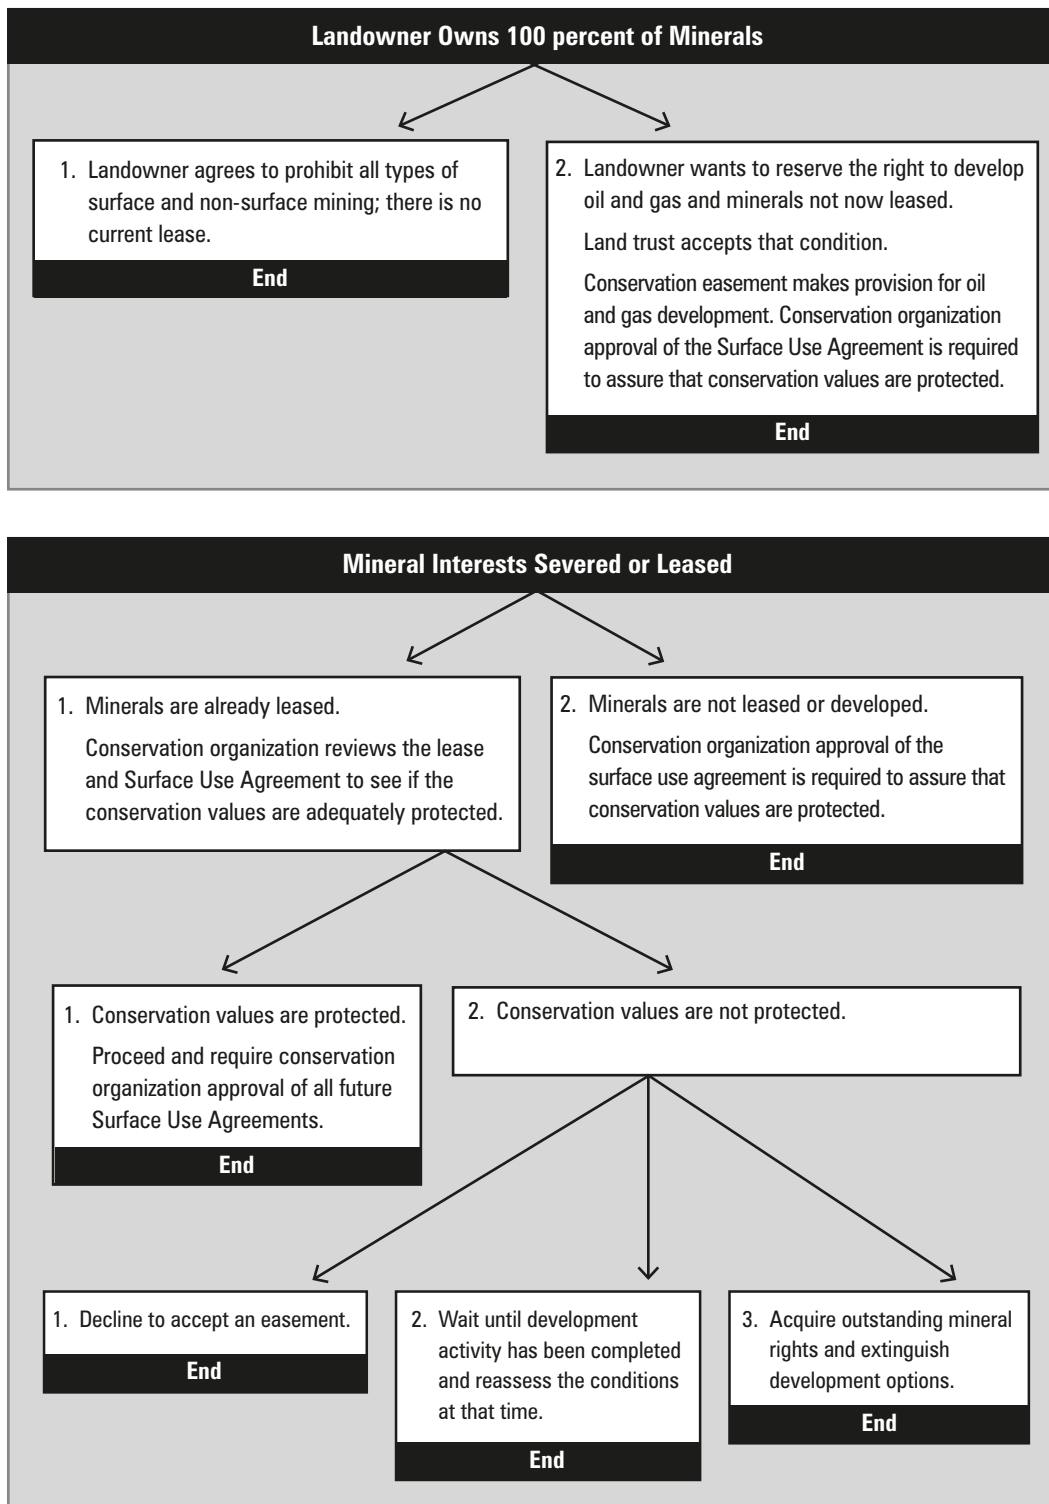 Landowner Owns 100 percent of Minerals
1. Landowner agrees to prohibit all types of
surface and non-surface mining; there is no
current lease.
End
2. Landowner wants to reserve the right to develop
oil and gas and minerals not now leased.
Land trust accepts that condition.
Conservation easement makes provision for oil
and gas development. Conservation organization
approval of the Surface Use Agreement is required
to assure that conservation values are protected.
End
Mineral Interests Severed or Leased
1. Minerals are already leased.
Conservation organization reviews the lease
and Surface Use Agreement to see if the
conservation values are adequately protected.
2. Minerals are not leased or developed.
Conservation organization approval of the
surface use agreement is required to assure that
conservation values are protected.
End
1. Conservation values are protected.
Proceed and require conservation
organization approval of all future
Surface Use Agreements.
End
2. Conservation values are not protected.
1. Decline to accept an easement.
End
2. Wait until development
activity has been completed
and reassess the conditions
at that time.
End
3. Acquire outstanding mineral
rights and extinguish
development options.
End